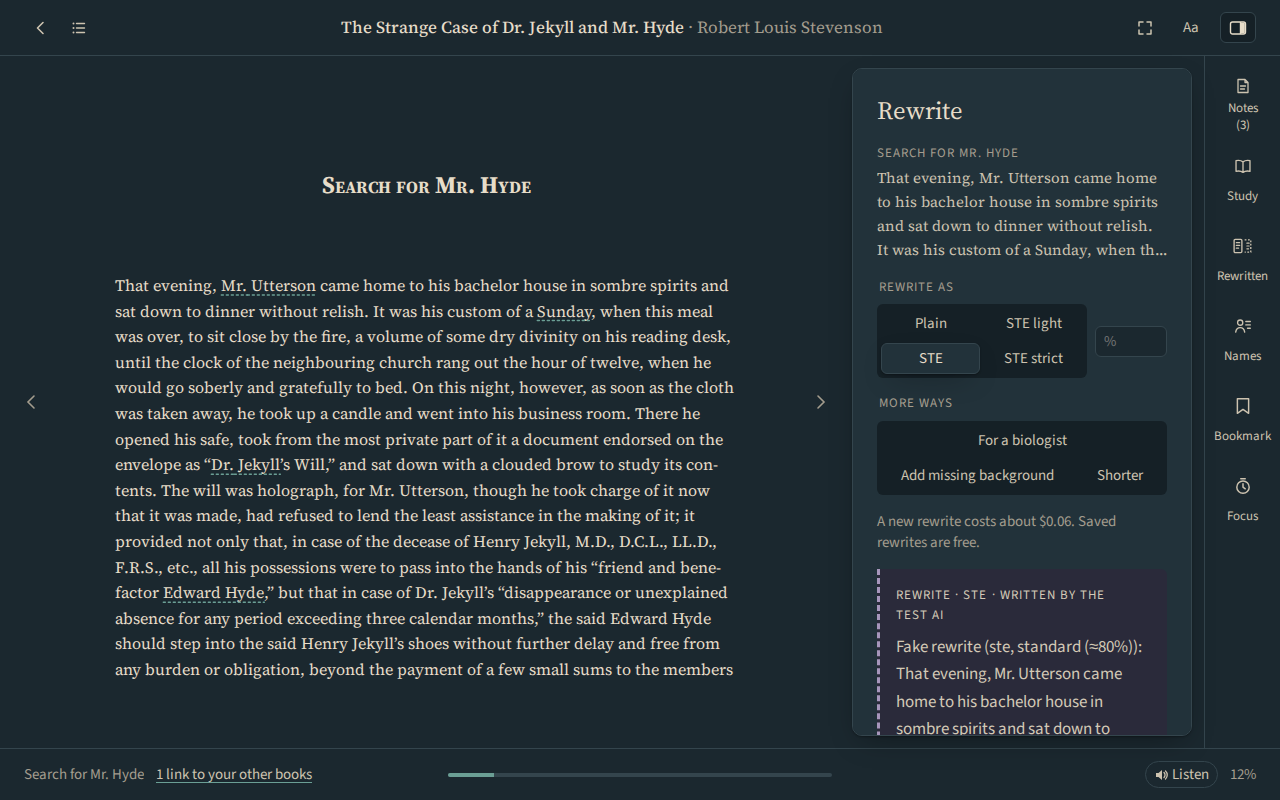 The Strange Case of Dr. Jekyll and Mr. Hyde · Robert Louis Stevenson
Aa
Search for Mr. Hyde
That evening, Mr. Utterson came home to his bachelor house in sombre spirits and
sat down to dinner without relish. It was his custom of a Sunday, when this meal
was over, to sit close by the fire, a volume of some dry divinity on his reading desk,
until the clock of the neighbouring church rang out the hour of twelve, when he
would go soberly and gratefully to bed. On this night, however, as soon as the cloth
was taken away, he took up a candle and went into his business room. There he
opened his safe, took from the most private part of it a document endorsed on the
envelope as “Dr. Jekyll’s Will,” and sat down with a clouded brow to study its con-
tents. The will was holograph, for Mr. Utterson, though he took charge of it now
that it was made, had refused to lend the least assistance in the making of it; it
provided not only that, in case of the decease of Henry Jekyll, M.D., D.C.L., LL.D.,
F.R.S., etc., all his possessions were to pass into the hands of his “friend and bene-
factor Edward Hyde,” but that in case of Dr. Jekyll’s “disappearance or unexplained
absence for any period exceeding three calendar months,” the said Edward Hyde
should step into the said Henry Jekyll’s shoes without further delay and free from
any burden or obligation, beyond the payment of a few small sums to the members
Rewrite
SEARCH FOR MR. HYDE
That evening, Mr. Utterson came home
to his bachelor house in sombre spirits
and sat down to dinner without relish.
It was his custom of a Sunday, when th...
REWRITE AS
Plain
STE light
STE
STE strict
%
MORE WAYS
For a biologist
Add missing background
Shorter
A new rewrite costs about $0.06. Saved
rewrites are free.
REWRITE · STE · WRITTEN BY THE
TEST AI
Fake rewrite (ste, standard (≈80%)):
That evening, Mr. Utterson came
home to his bachelor house in
sombre spirits and sat down to
Notes
(3)
Study
Rewritten
Names
Bookmark
Focus
Search for Mr. Hyde
1 link to your other books
Listen
12%